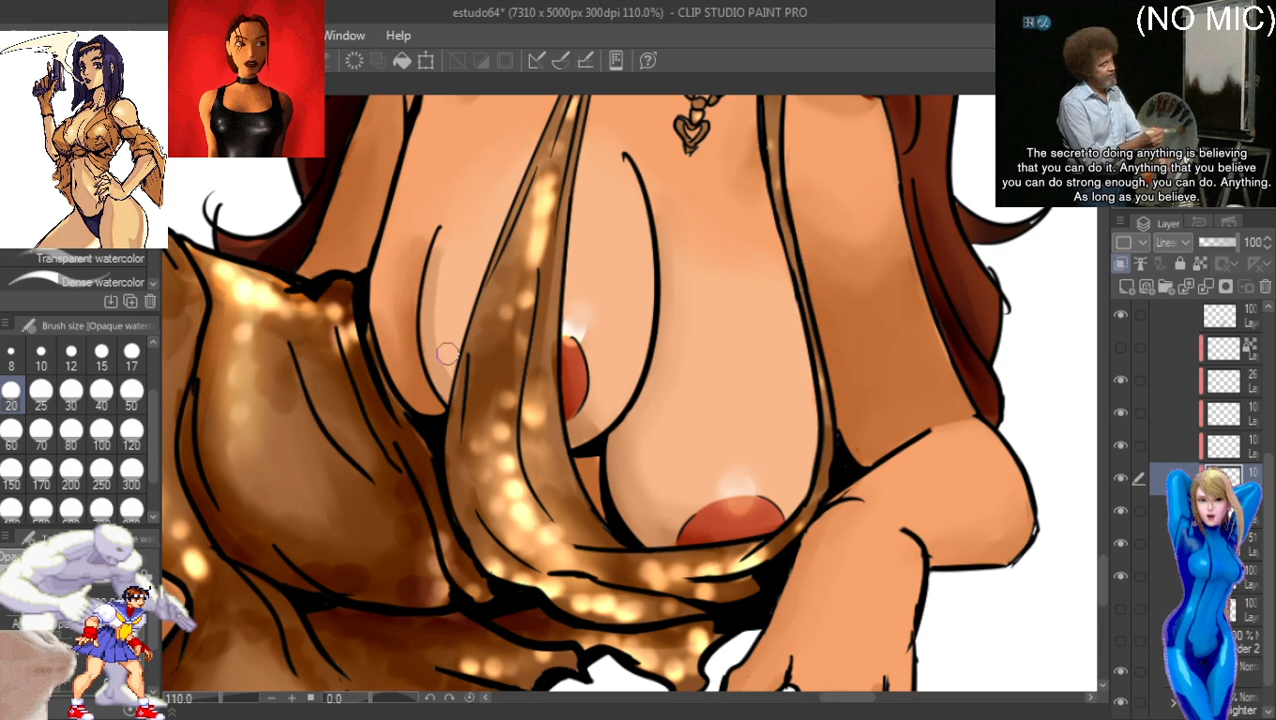 estudo64* (7310 x 5000px 300dpi 110.0%) - CLIP STUDIO PAINT PRO
(NO MIC)
Window Help
The secret to doing anything is believing
that you can do it. Anything that you believe
you can do strong enough, you can do. Anything.
As long as you believe.
Layer
100
Transparent watercolor
Dense watercolor
Brush size [Opaque waterc
8 10 12 15 17
20 25 30 40 50
60 70 80 100 120
150 170 200 250 300
110.0
0.0